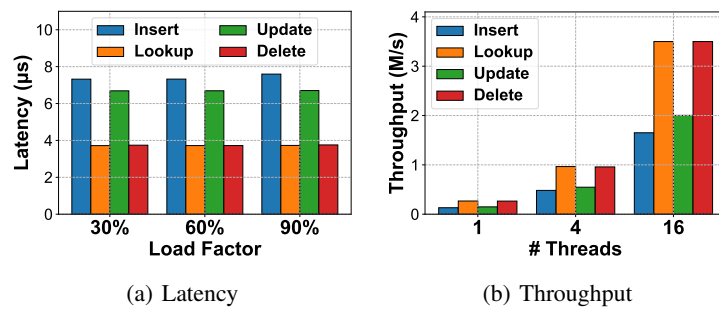 Insert
Lookup
Update
Delete
Latency (μs)
10
8
6
4
2
0
30%
60%
90%
Load Factor
(a) Latency
Insert
Lookup
Update
Delete
Throughput (M/s)
4
3
2
1
0
1
4
16
# Threads
(b) Throughput